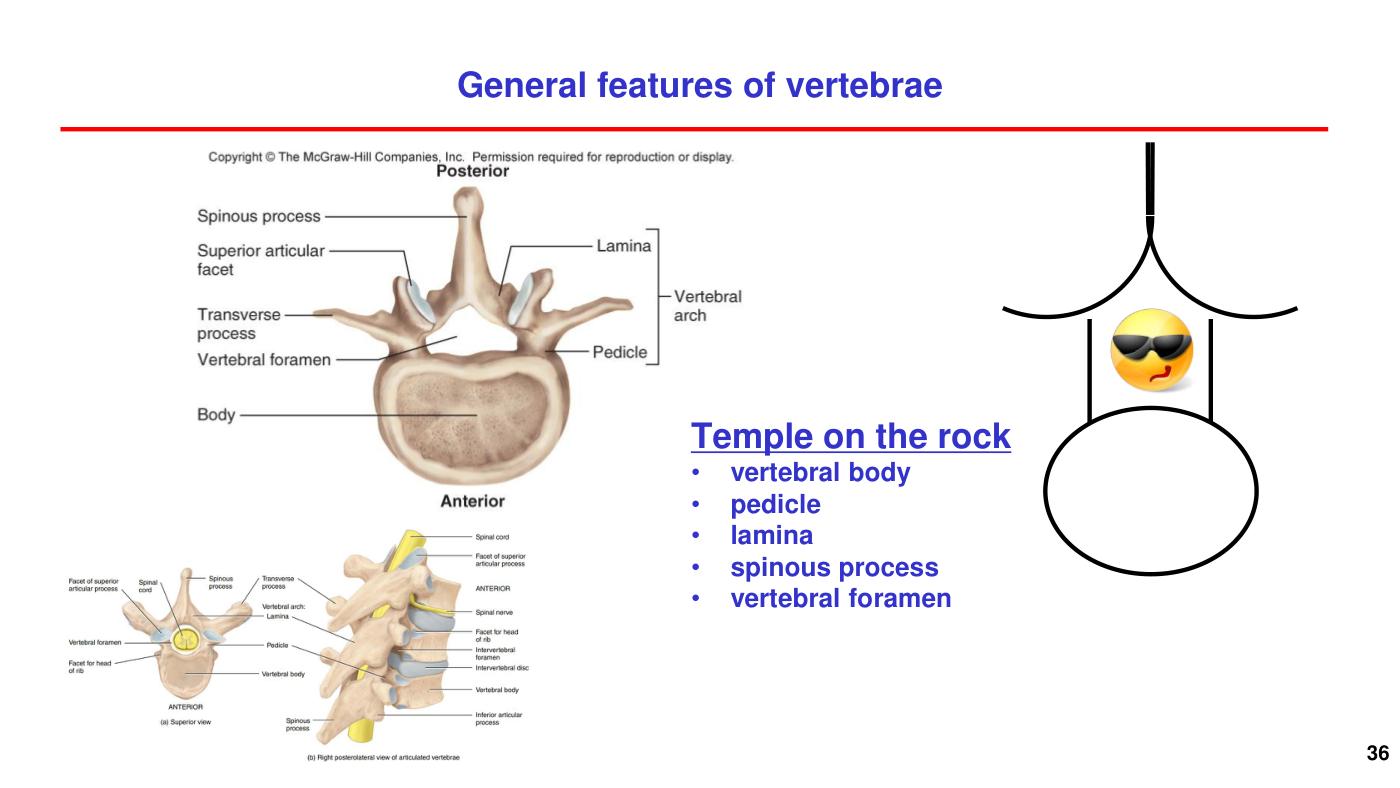 General features of vertebrae
Copyright © The McGraw-Hill Companies, Inc. Permission required for reproduction or display.
Posterior
Spinous process
Superior articular
facet
Transverse
process
Vertebral foramen
Body
Lamina
Vertebral
arch
Pedicle
Anterior
Temple on the rock
• vertebral body
• pedicle
• lamina
• spinous process
• vertebral foramen
Facet of superior
articular process
Spinal
cord
Spinous
process
Transverse
process
Vertebral arch:
Lamina
Vertebral foramen
Pedicle
Facet for head
of rib
Vertebral body
ANTERIOR
(a) Superior view
Spinal cord
Facet of superior
articular process
ANTERIOR
Spinal nerve
Facet for head
of rib
Intervertebral
foramen
Intervertebral disc
Vertebral body
Inferior articular
process
Spinous
process
(b) Right posterolateral view of articulated vertebrae
36